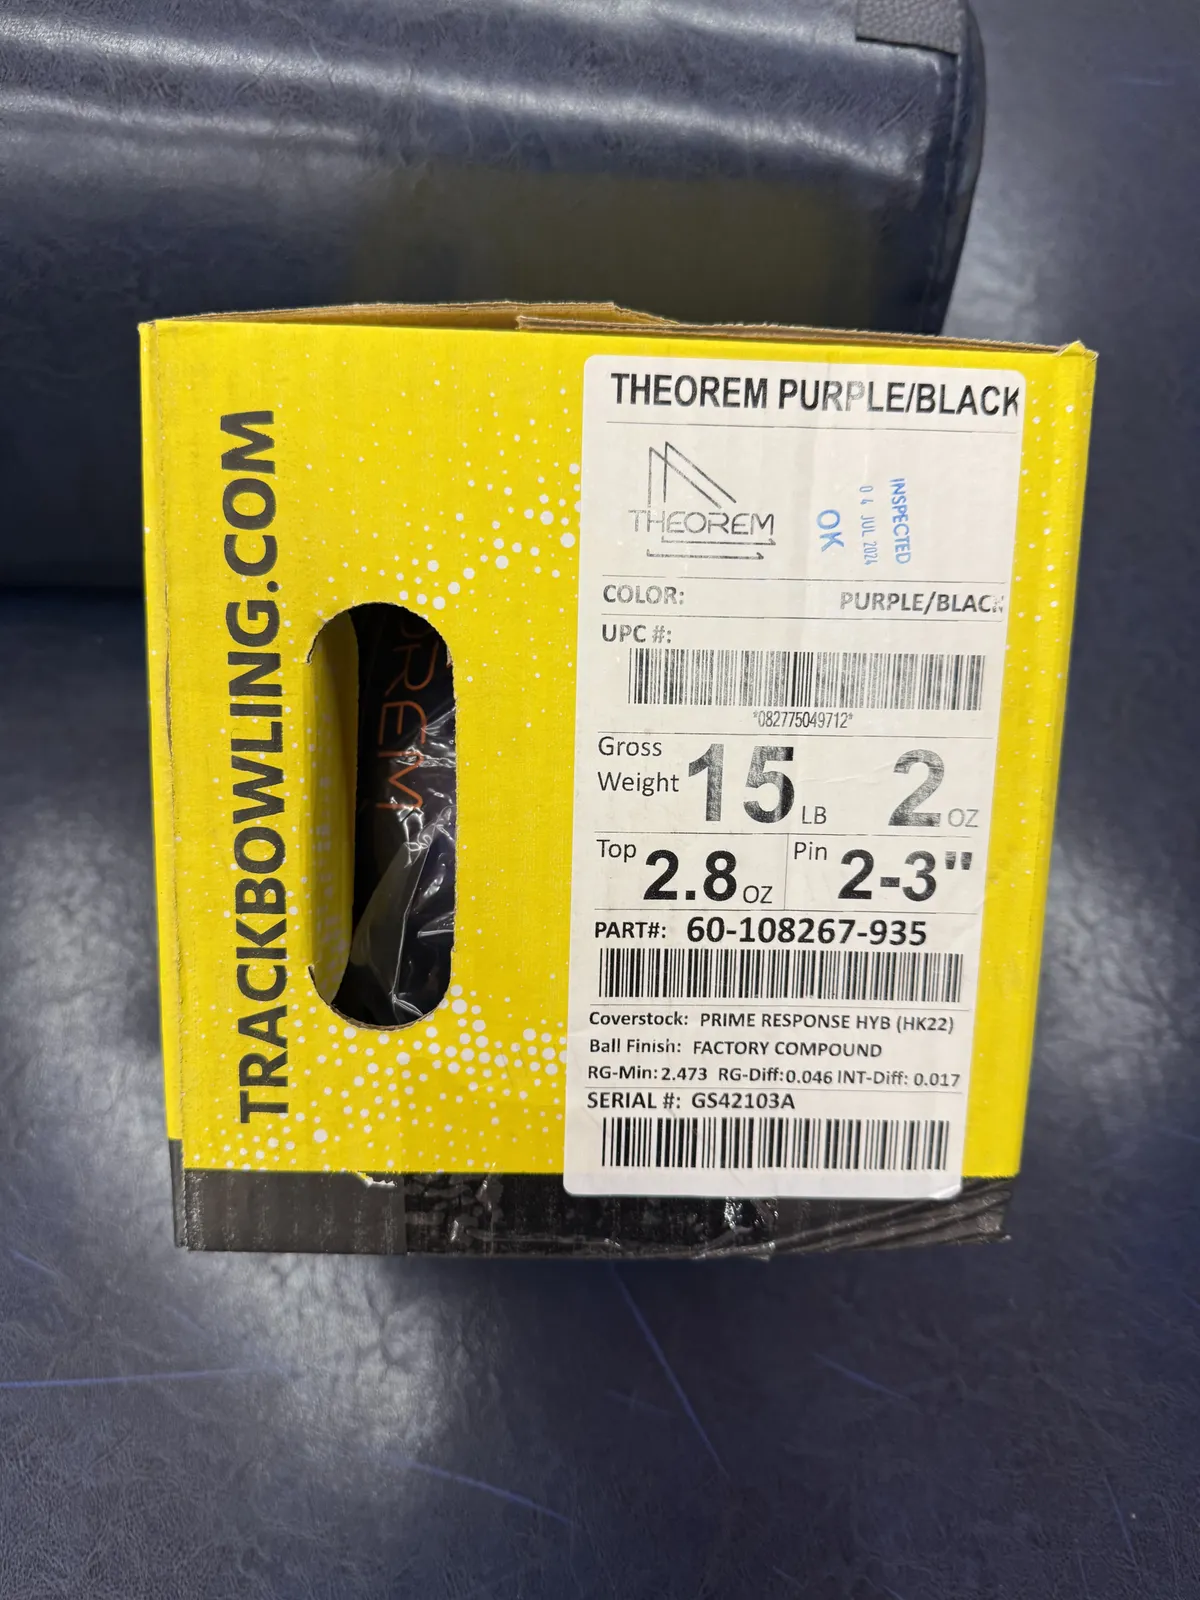 TRACKBOWLING.COM
OREM
THEOREM PURPLE/BLACK
THEOREM
OK
INSPECTED
04 JUL 2024
COLOR: PURPLE/BLACK
UPC #:
*082775049712*
Gross Weight 15 LB 2 OZ
Top 2.8 OZ Pin 2-3"
PART#: 60-108267-935
Coverstock: PRIME RESPONSE HYB (HK22)
Ball Finish: FACTORY COMPOUND
RG-Min: 2.473 RG-Diff: 0.046 INT-Diff: 0.017
SERIAL #: GS42103A